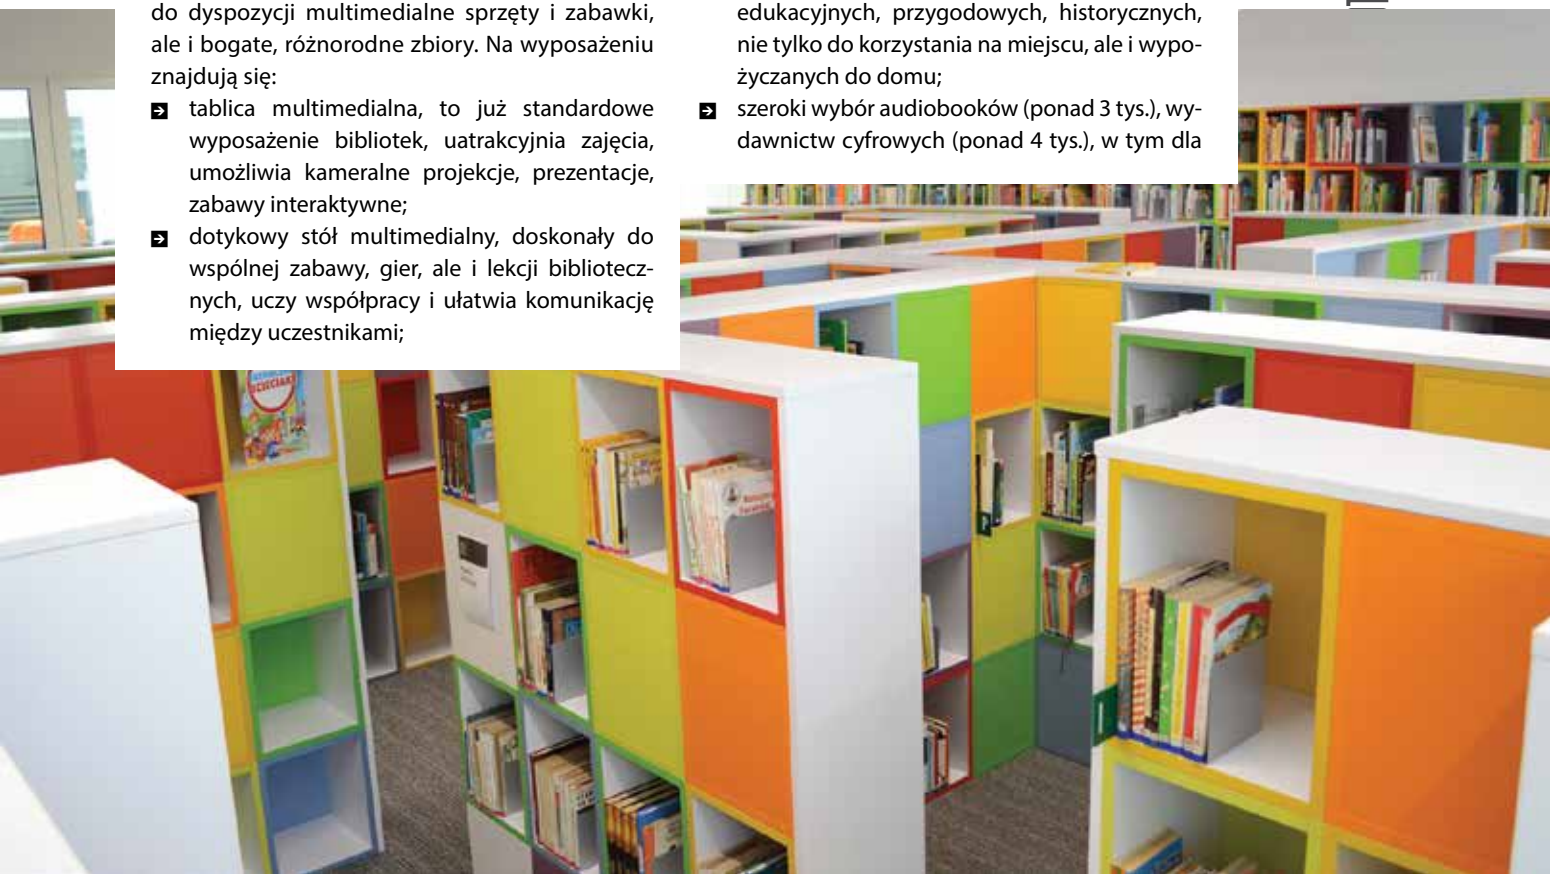 do dyspozycji multimedialne sprzęty i zabawki,
ale i bogate, różnorodne zbiory. Na wyposażeniu
znajdują się:
tablica multimedialna, to już standardowe
wyposażenie bibliotek, uatrakcyjnia zajęcia,
umożliwia kameralne projekcje, prezentacje,
zabawy interaktywne;
dotykowy stół multimedialny, doskonały do
wspólnej zabawy, gier, ale i lekcji bibliotecz-
nych, uczy współpracy i ułatwia komunikację
między uczestnikami;
edukacyjnych, przygodowych, historycznych,
nie tylko do korzystania na miejscu, ale i wypo-
życzanych do domu;
szeroki wybór audiobooków (ponad 3 tys.), wy-
dawnictw cyfrowych (ponad 4 tys.), w tym dla